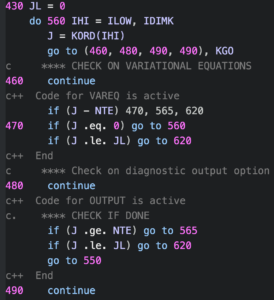 430 JL = 0
do 560 IHI = ILOW, IDIMK
J = KORD(IHI)
go to (460, 480, 490, 490), KGO
c **** CHECK ON VARIATIONAL EQUATIONS
460 continue
c++ Code for VAREQ is active
if (J - NTE) 470, 565, 620
470 if (J .eq. 0) go to 560
if (J .le. JL) go to 620
c++ End
c **** Check on diagnostic output option
480 continue
c++ Code for OUTPUT is active
c. **** CHECK IF DONE
if (J .ge. NTE) go to 565
if (J .le. JL) go to 620
go to 550
c++ End
490 continue